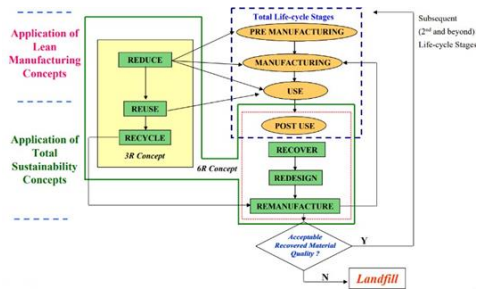 Total Life-cycle Stages
Subsequent
(2nd and beyond)
Life-cycle Stages
Application of
Lean
Manufacturing
Concepts
PRE MANUFACTURING
REDUCE
MANUFACTURING
USE
REUSE
POST USE
RECYCLE
3R Concept
6R Concept
Application of
Total
Sustainability
Concepts
RECOVER
REDESIGN
REMANUFACTURE
Acceptable
Recovered Material
Quality ?
Y
N
Landfill